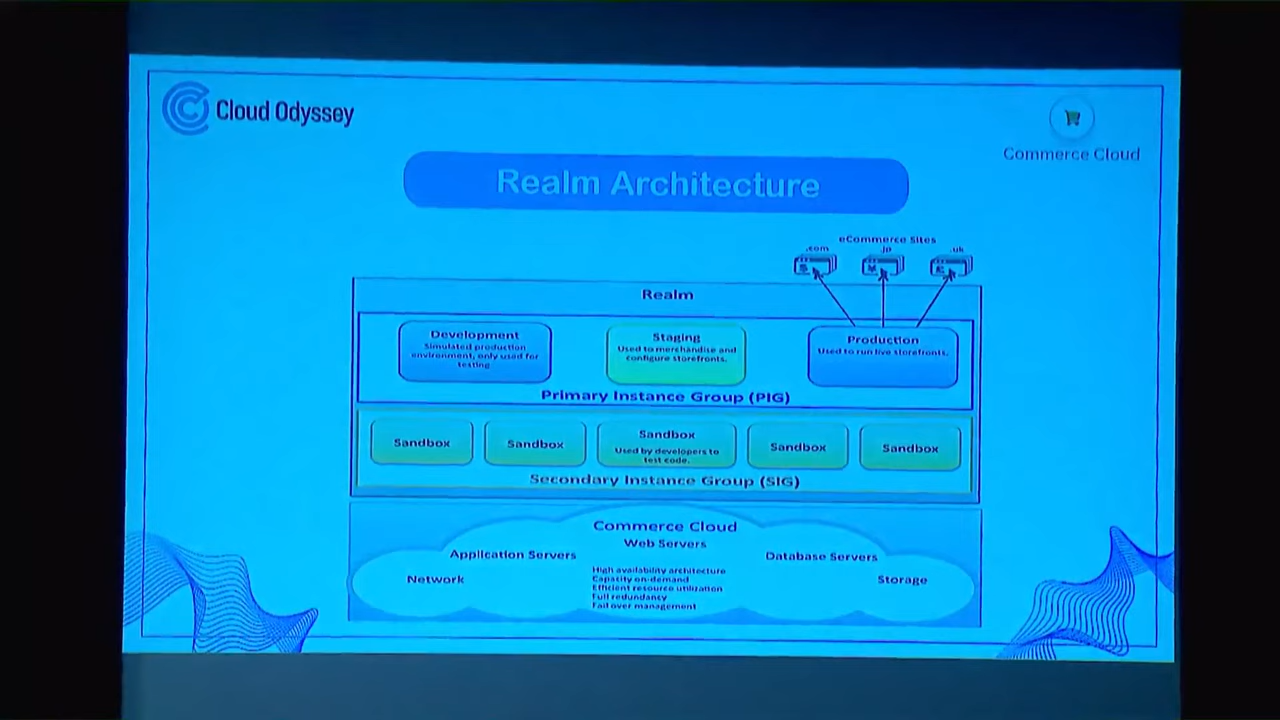 Cloud Odyssey
Commerce Cloud
Realm Architecture
eCommerce Sites
.com
.jp
.uk
$
¥
£
Realm
Development
Simulated production
environment, only used for
testing
Staging
Used to merchandise and
configure storefronts.
Production
Used to run live storefronts.
Primary Instance Group (PIG)
Sandbox
Sandbox
Sandbox
Used by developers to
test code.
Sandbox
Sandbox
Secondary Instance Group (SIG)
Commerce Cloud
Web Servers
Application Servers
Database Servers
Network
Storage
High availability architecture
Capacity on-demand
Efficient resource utilization
Full redundancy
Fail over management